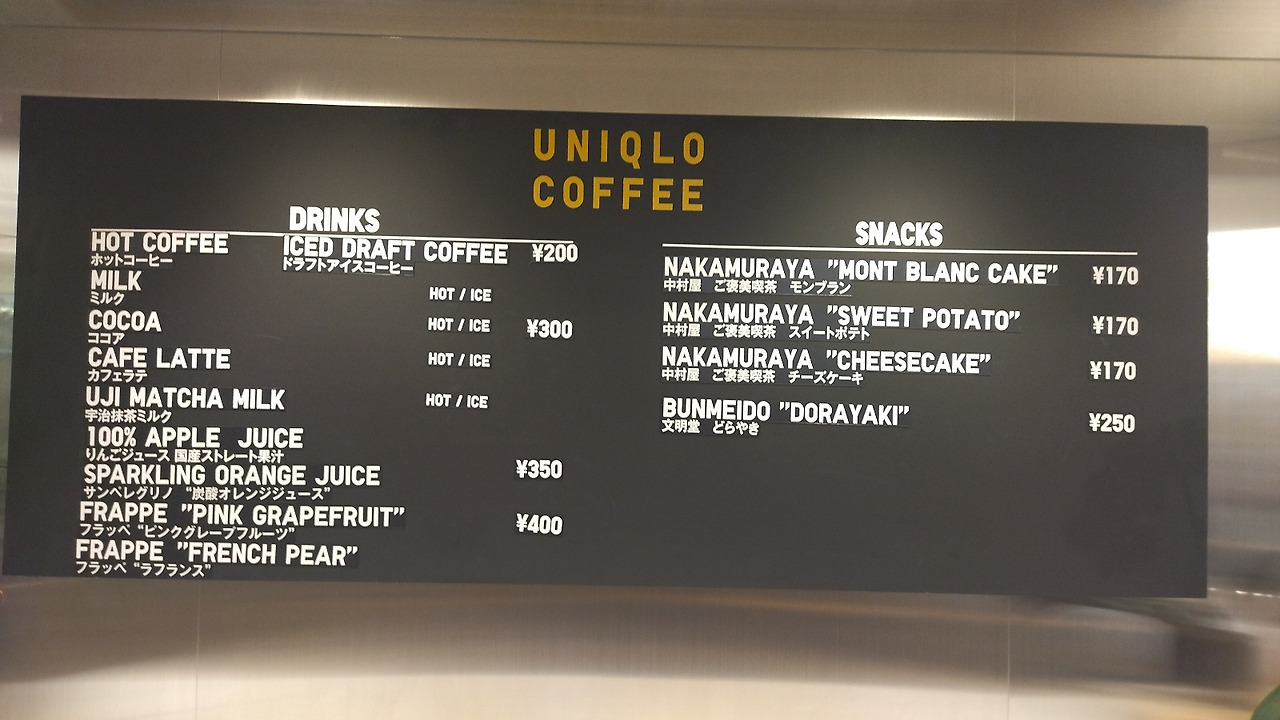 UNIQLO
COFFEE
DRINKS
HOT COFFEE ICED DRAFT COFFEE ¥200
ホットコーヒー ドラフトアイスコーヒー
MILK HOT / ICE
ミルク
COCOA HOT / ICE ¥300
ココア
CAFE LATTE HOT / ICE
カフェラテ
UJI MATCHA MILK HOT / ICE
宇治抹茶ミルク
100% APPLE JUICE
りんごジュース 国産ストレート果汁
SPARKLING ORANGE JUICE ¥350
サンペレグリノ “炭酸オレンジジュース”
FRAPPE ”PINK GRAPEFRUIT” ¥400
フラッペ “ピンクグレープフルーツ”
FRAPPE ”FRENCH PEAR”
フラッペ “ラフランス”
SNACKS
NAKAMURAYA ”MONT BLANC CAKE” ¥170
中村屋 ご褒美喫茶 モンブラン
NAKAMURAYA ”SWEET POTATO” ¥170
中村屋 ご褒美喫茶 スイートポテト
NAKAMURAYA ”CHEESECAKE” ¥170
中村屋 ご褒美喫茶 チーズケーキ
BUNMEIDO ”DORAYAKI” ¥250
文明堂 どらやき